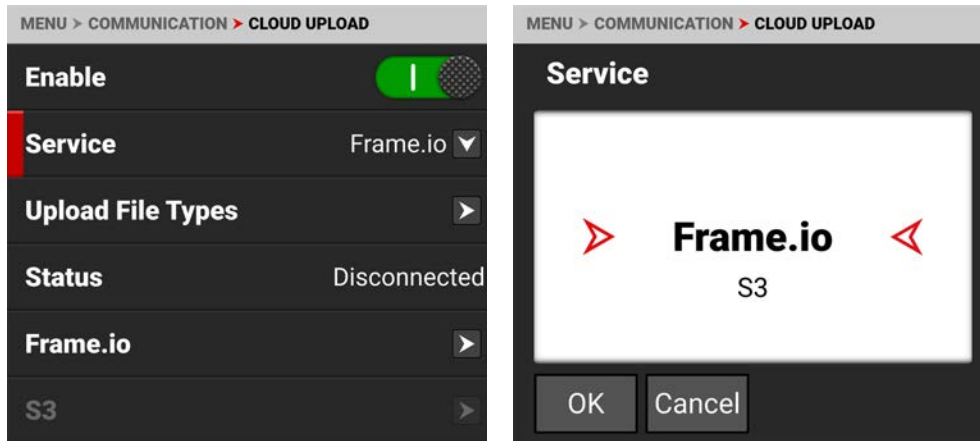 MENU > COMMUNICATION > CLOUD UPLOAD
Enable
Service Frame.io
Upload File Types
Status Disconnected
Frame.io
S3
MENU > COMMUNICATION > CLOUD UPLOAD
Service
Frame.io
S3
OK Cancel